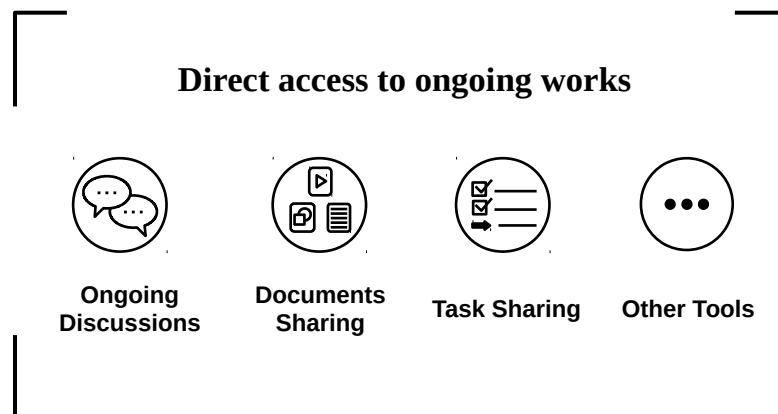 Direct access to ongoing works
Ongoing
Discussions
Documents
Sharing
Task Sharing
Other Tools